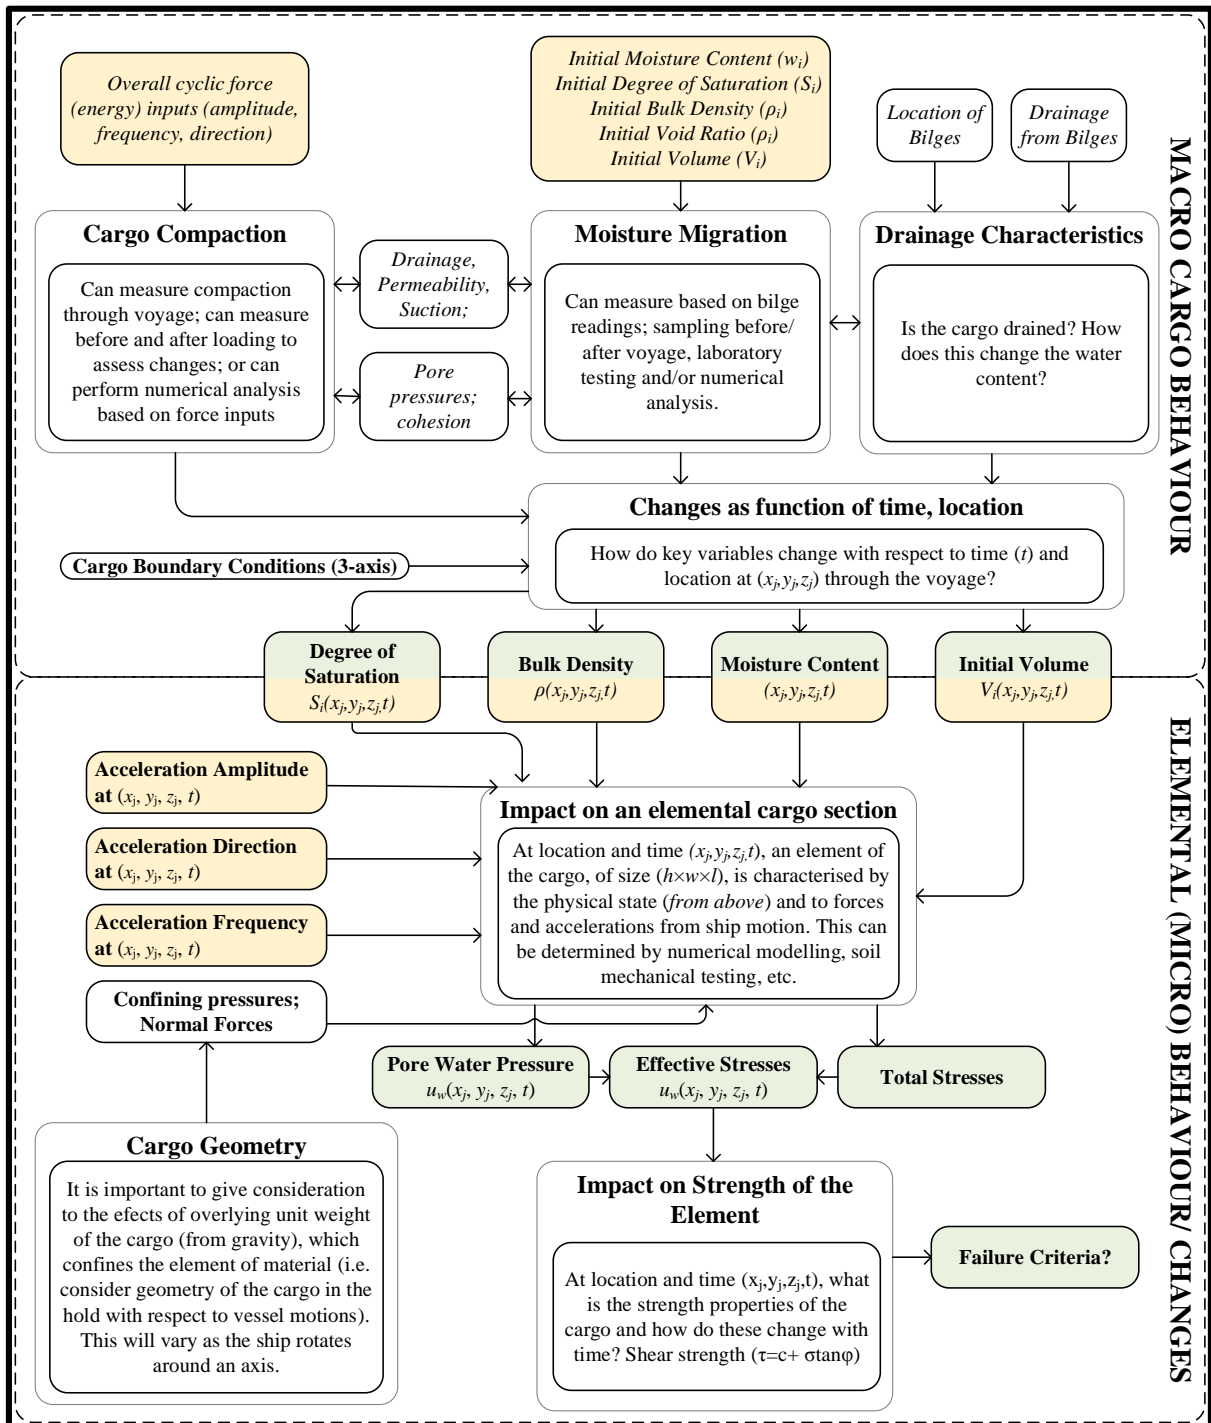 Overall cyclic force
(energy) inputs (amplitude,
frequency, direction)
Initial Moisture Content (wᵢ)
Initial Degree of Saturation (Sᵢ)
Initial Bulk Density (ρᵢ)
Initial Void Ratio (ρᵢ)
Initial Volume (Vᵢ)
Location of
Bilges
Drainage
from Bilges
MACRO CARGO BEHAVIOUR
Cargo Compaction
Can measure compaction
through voyage; can measure
before and after loading to
assess changes; or can
perform numerical analysis
based on force inputs
Drainage,
Permeability,
Suction;
Pore
pressures;
cohesion
Moisture Migration
Can measure based on bilge
readings; sampling before/
after voyage, laboratory
testing and/or numerical
analysis.
Drainage Characteristics
Is the cargo drained? How
does this change the water
content?
Changes as function of time, location
How do key variables change with respect to time (t) and
location at (xⱼ,yⱼ,zⱼ) through the voyage?
Cargo Boundary Conditions (3-axis)
Degree of
Saturation
Sᵢ(xⱼ,yⱼ,zⱼ,t)
Bulk Density
ρ(xⱼ,yⱼ,zⱼ,t)
Moisture Content
(xⱼ,yⱼ,zⱼ,t)
Initial Volume
Vᵢ(xⱼ,yⱼ,zⱼ,t)
ELEMENTAL (MICRO) BEHAVIOUR/ CHANGES
Acceleration Amplitude
at (xⱼ, yⱼ, zⱼ, t)
Acceleration Direction
at (xⱼ, yⱼ, zⱼ, t)
Acceleration Frequency
at (xⱼ, yⱼ, zⱼ, t)
Confining pressures;
Normal Forces
Impact on an elemental cargo section
At location and time (xⱼ,yⱼ,zⱼ,t), an element of
the cargo, of size (h×w×l), is characterised by
the physical state (from above) and to forces
and accelerations from ship motion. This can
be determined by numerical modelling, soil
mechanical testing, etc.
Pore Water Pressure
u_w(xⱼ, yⱼ, zⱼ, t)
Effective Stresses
u_w(xⱼ, yⱼ, zⱼ, t)
Total Stresses
Cargo Geometry
It is important to give consideration
to the efects of overlying unit weight
of the cargo (from gravity), which
confines the element of material (i.e.
consider geometry of the cargo in the
hold with respect to vessel motions).
This will vary as the ship rotates
around an axis.
Impact on Strength of the
Element
At location and time (xⱼ,yⱼ,zⱼ,t), what
is the strength properties of the
cargo and how do these change with
time? Shear strength (τ=c+ σtanφ)
Failure Criteria?